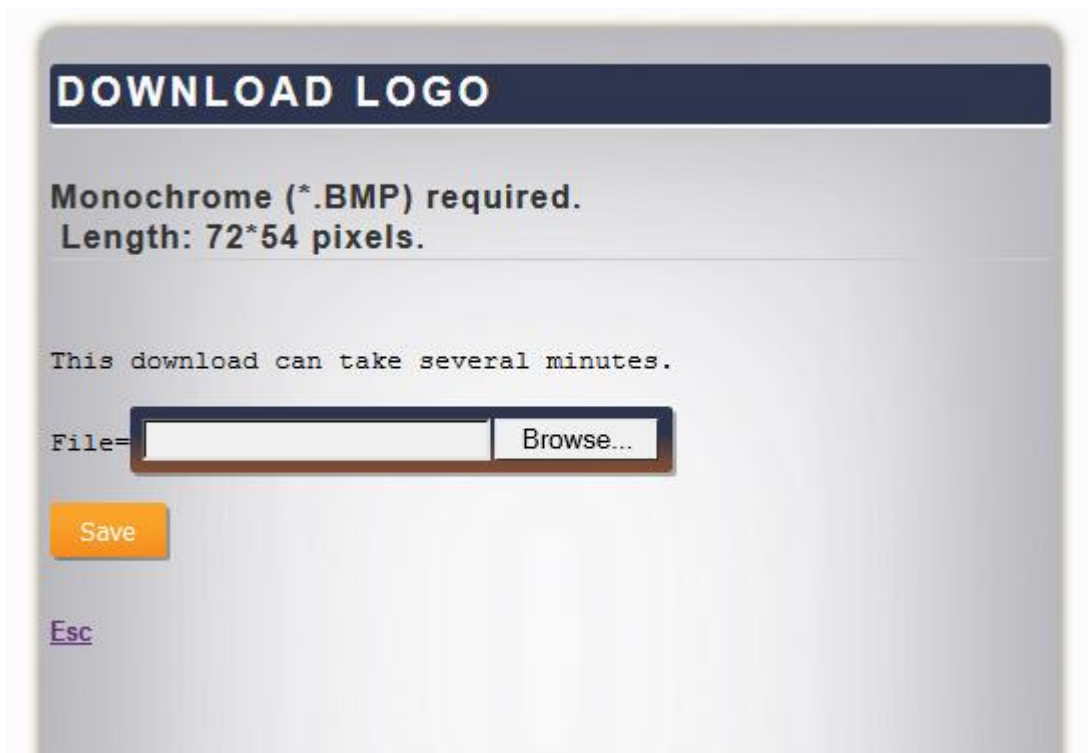 DOWNLOAD LOGO
Monochrome (*.BMP) required.
Length: 72*54 pixels.
This download can take several minutes.
File= Browse...
Save
Esc